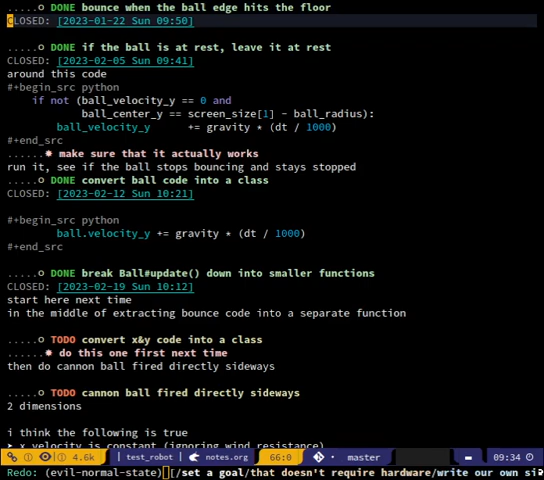 .....o DONE bounce when the ball edge hits the floor
CLOSED: [2023-01-22 Sun 09:50]
.....o DONE if the ball is at rest, leave it at rest
CLOSED: [2023-02-05 Sun 09:41]
around this code
#+begin_src python
if not (ball_velocity_y == 0 and
ball_center_y == screen_size[1] - ball_radius):
ball_velocity_y += gravity * (dt / 1000)
#+end_src
......✸ make sure that it actually works
run it, see if the ball stops bouncing and stays stopped
.....o DONE convert ball code into a class
CLOSED: [2023-02-12 Sun 10:21]
#+begin_src python
ball.velocity_y += gravity * (dt / 1000)
#+end_src
.....o DONE break Ball#update() down into smaller functions
CLOSED: [2023-02-19 Sun 10:12]
start here next time
in the middle of extracting bounce code into a separate function
.....o TODO convert x&y code into a class
......✸ do this one first next time
then do cannon ball fired directly sideways
.....o TODO cannon ball fired directly sideways
2 dimensions
i think the following is true
➤ x velocity is constant (ignoring wind resistance)
1 4.6k | test_robot | notes.org 66:0 master 09:34
Redo: (evil-normal-state) [/set a goal/that doesn't require hardware/write our own si